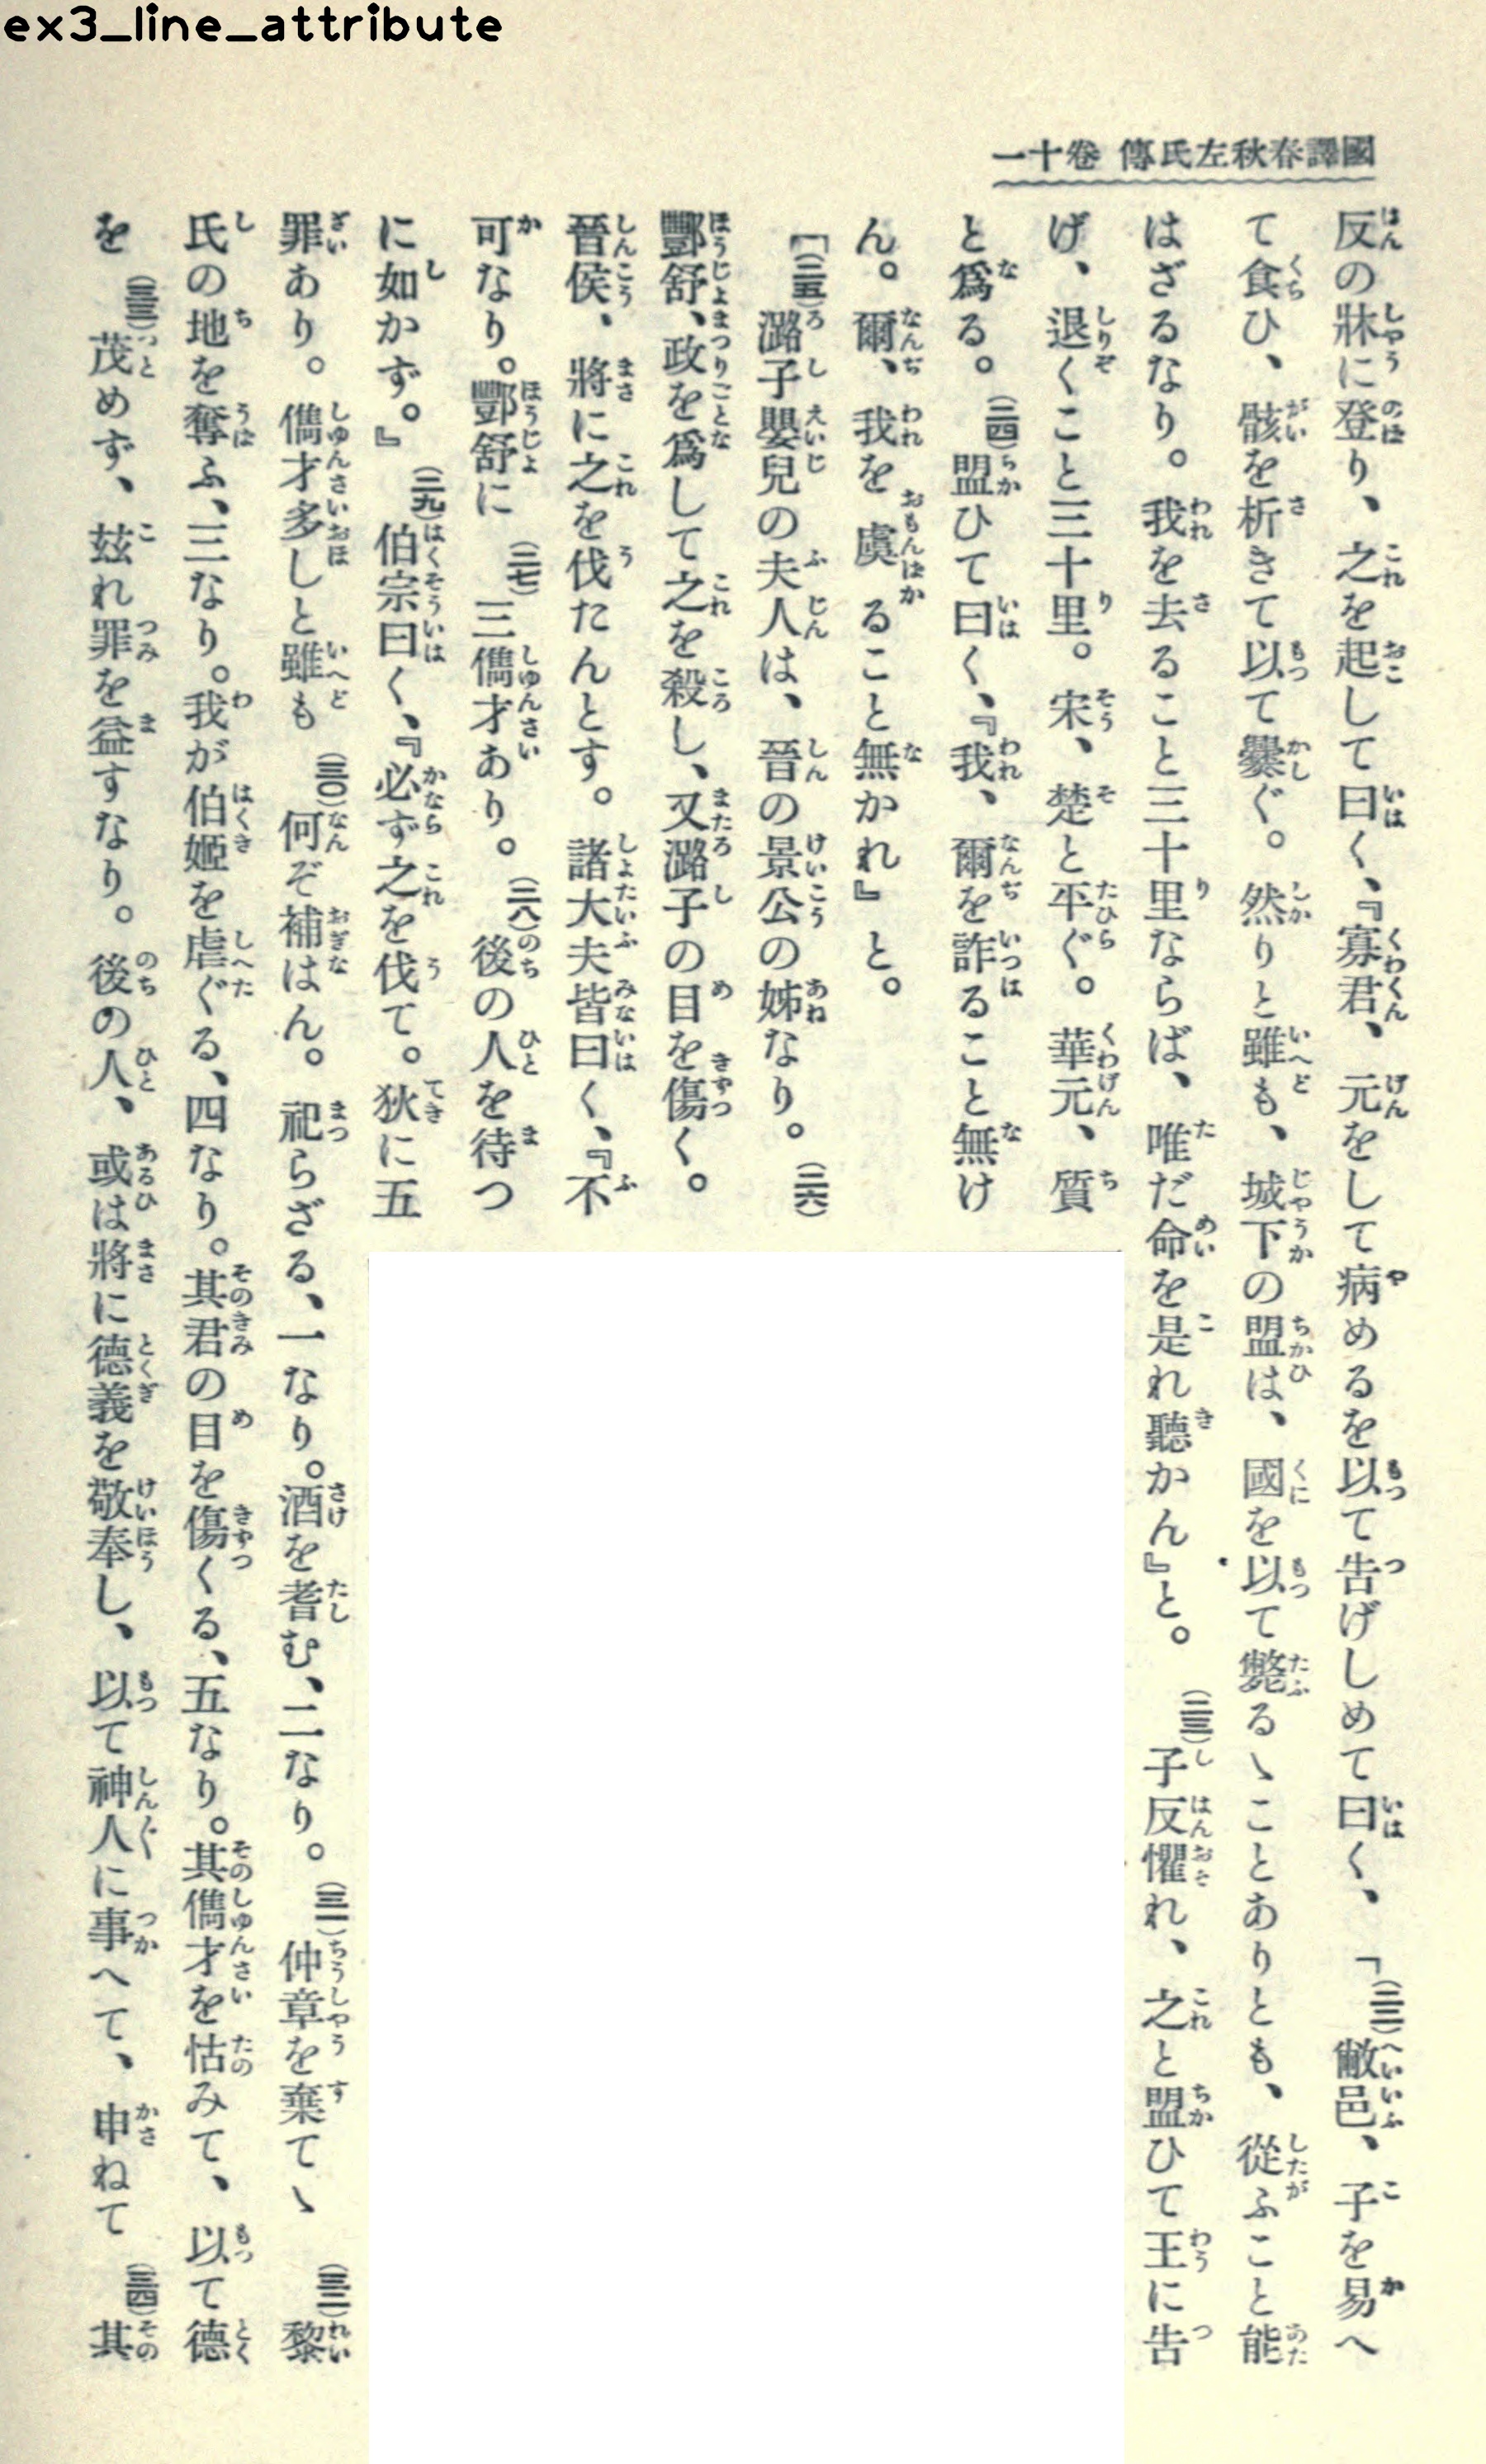 ex3_line_attribute
國譯春秋左氏傳 卷十一
反の牀に登り、之を起して曰く、『寡君、元をして病めるを以て告げしめて曰く、「(二二)敝邑、子を易へ
て食ひ、骸を析きて以て爨ぐ。然りと雖も、城下の盟は、國を以て斃るゝことありとも、從ふこと能
はざるなり。我を去ること三十里ならば、唯だ命を是れ聽かん』と。(二三)子反懼れ、之と盟ひて王に告
げ、退くこと三十里。宋、楚と平ぐ。華元、質
と爲る。(二四)盟ひて曰く、『我、爾を詐ること無け
ん。爾、我を虞ること無かれ』と。
［(二五)潞子嬰兒の夫人は、晉の景公の姊なり。(二六)
酆舒、政を爲して之を殺し、又潞子の目を傷く。
晉侯、將に之を伐たんとす。諸大夫皆曰く、『不
可なり。酆舒に(二七)三儁才あり。(二八)後の人を待つ
に如かず。』(二九)伯宗曰く、『必ず之を伐て。狄に五
罪あり。儁才多しと雖も(三〇)何ぞ補はん。祀らざる、一なり。酒を耆む、二なり。(三一)仲章を棄てゝ(三二)黎
氏の地を奪ふ、三なり。我が伯姬を虐ぐる、四なり。其君の目を傷くる、五なり。其儁才を怙みて、以て德
を(三三)茂めず、玆れ罪を益すなり。後の人、或は將に德義を敬奉し、以て神人に事へて、申ねて(三四)其